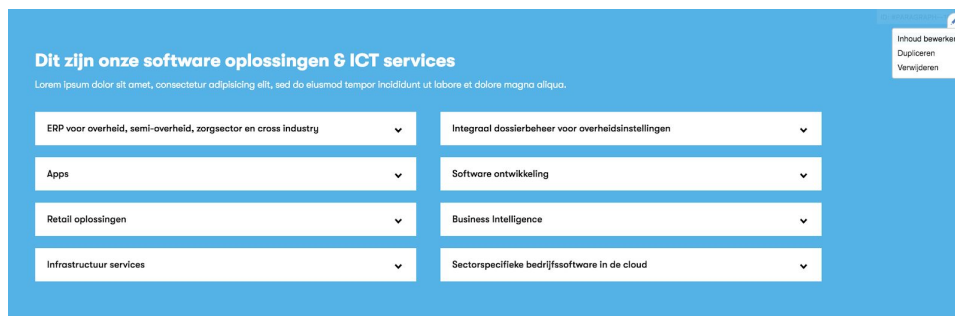 Inhoud bewerken
Dupliceren
Verwijderen
Dit zijn onze software oplossingen & ICT services
Lorem ipsum dolor sit amet, consectetur adipisicing elit, sed do eiusmod tempor incididunt ut labore et dolore magna aliqua.
ERP voor overheid, semi-overheid, zorgsector en cross industry
Integraal dossierbeheer voor overheidsinstellingen
Apps
Software ontwikkeling
Retail oplossingen
Business Intelligence
Infrastructuur services
Sectorspecifieke bedrijfssoftware in de cloud